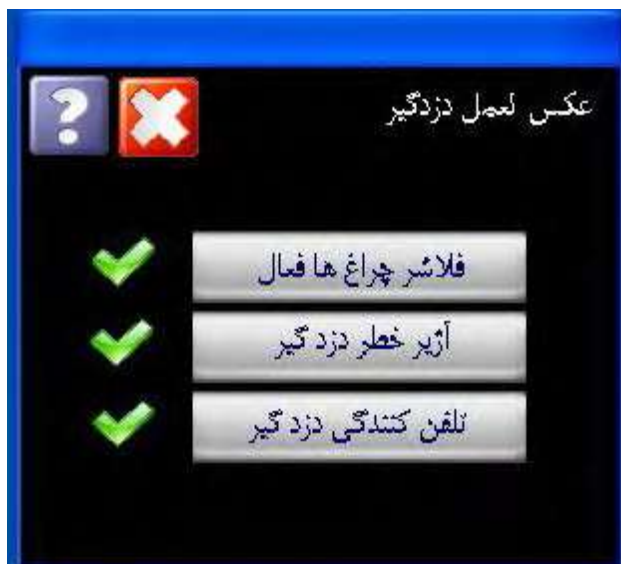 عکس لعمل دزدگیر
فلاشر چراغ ها فعال
آژیر خطر دزد گیر
تلفن کنندگی دزد گیر